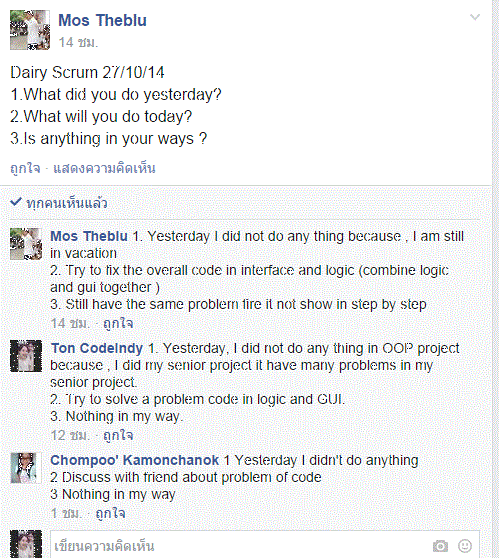 Mos Theblu
14 ชม.
Dairy Scrum 27/10/14
1.What did you do yesterday?
2.What will you do today?
3.Is anything in your ways ?
ถูกใจ · แสดงความคิดเห็น
ทุกคนเห็นแล้ว
Mos Theblu 1. Yesterday I did not do any thing because , I am still
in vacation
2. Try to fix the overall code in interface and logic (combine logic
and gui together )
3. Still have the same problem fire it not show in step by step
14 ชม. · ถูกใจ
Ton CodeIndy 1. Yesterday, I did not do any thing in OOP project
because , I did my senior project it have many problems in my
senior project.
2. Try to solve a problem code in logic and GUI.
3. Nothing in my way.
12 ชม. · ถูกใจ
Chompoo' Kamonchanok 1 Yesterday I didn't do anything
2 Discuss with friend about problem of code
3 Nothing in my way
1 ชม. · ถูกใจ
เขียนความคิดเห็น